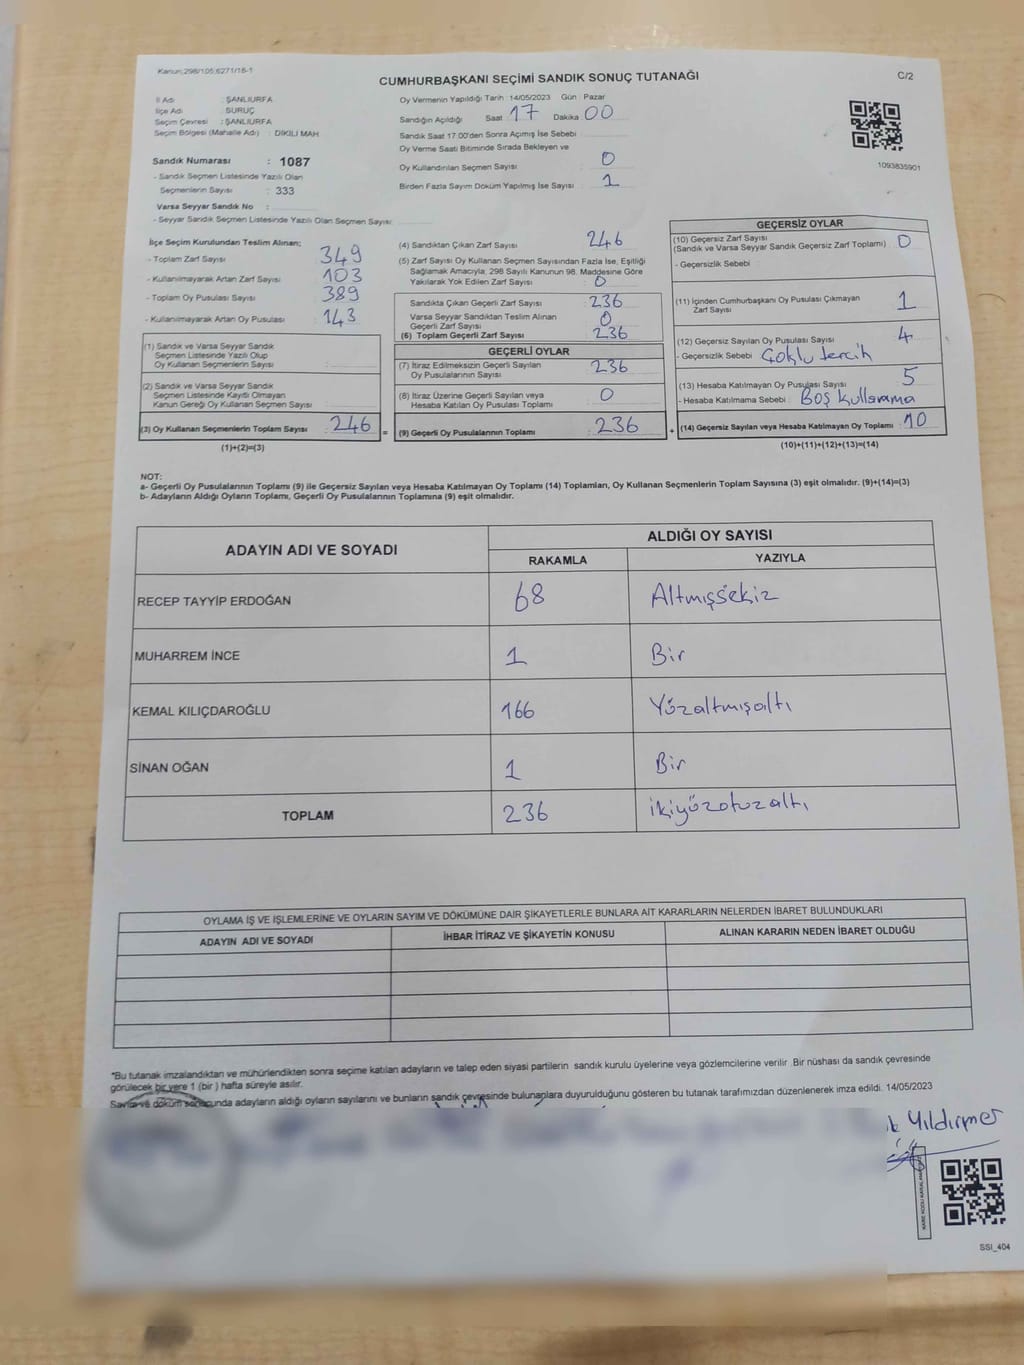 Kanun:298/105;6271/16-1
CUMHURBAŞKANI SEÇİMİ SANDIK SONUÇ TUTANAĞI
C/2
İl Adı : ŞANLIURFA
İlçe Adı : SURUÇ
Seçim Çevresi : ŞANLIURFA
Seçim Bölgesi (Mahalle Adı) : DİKİLİ MAH
Sandık Numarası : 1087
- Sandık Seçmen Listesinde Yazılı Olan
Seçmenlerin Sayısı : 333
Varsa Seyyar Sandık No :
- Seyyar Sandık Seçmen Listesinde Yazılı Olan Seçmen Sayısı:
Oy Vermenin Yapıldığı Tarih : 14/05/2023 Gün : Pazar
Sandığın Açıldığı Saat 17 Dakika 00
Sandık Saat 17:00'den Sonra Açılmış İse Sebebi
Oy Verme Saati Bitiminde Sırada Bekleyen ve
Oy Kullandırılan Seçmen Sayısı : 0
Birden Fazla Sayım Döküm Yapılmış İse Sayısı : 1
1093835901
İlçe Seçim Kurulundan Teslim Alınan;
- Toplam Zarf Sayısı : 349
- Kullanılmayarak Artan Zarf Sayısı : 103
- Toplam Oy Pusulası Sayısı : 389
- Kullanılmayarak Artan Oy Pusulası : 143
(1) Sandık ve Varsa Seyyar Sandık
Seçmen Listesinde Yazılı Olup
Oy Kullanan Seçmen Sayısı :
(2) Sandık ve Varsa Seyyar Sandık
Seçmen Listesinde Kayıtlı Olmayan
Kanun Gereği Oy Kullanan Seçmen Sayısı :
(3) Oy Kullanan Seçmenlerin Toplam Sayısı : 246 =
(1)+(2)=(3)
(4) Sandıktan Çıkan Zarf Sayısı : 246
(5) Zarf Sayısı Oy Kullanan Seçmen Sayısından Fazla İse, Eşitliği
Sağlamak Amacıyla, 298 Sayılı Kanunun 98. Maddesine Göre
Yakılarak Yok Edilen Zarf Sayısı : 0
Sandıkta Çıkan Geçerli Zarf Sayısı : 236
Varsa Seyyar Sandıktan Teslim Alınan
Geçerli Zarf Sayısı : 0
(6) Toplam Geçerli Zarf Sayısı : 236
GEÇERLİ OYLAR
(7) İtiraz Edilmeksizin Geçerli Sayılan
Oy Pusulalarının Sayısı : 236
(8) İtiraz Üzerine Geçerli Sayılan veya
Hesaba Katılan Oy Pusulası Toplamı : 0
(9) Geçerli Oy Pusulalarının Toplamı : 236 +
GEÇERSİZ OYLAR
(10) Geçersiz Zarf Sayısı
(Sandık ve Varsa Seyyar Sandık Geçersiz Zarf Toplamı) : 0
- Geçersizlik Sebebi :
(11) İçinden Cumhurbaşkanı Oy Pusulası Çıkmayan
Zarf Sayısı : 1
(12) Geçersiz Sayılan Oy Pusulası Sayısı : 4
- Geçersizlik Sebebi : Çoklu tercih
(13) Hesaba Katılmayan Oy Pusulası Sayısı : 5
- Hesaba Katılmama Sebebi : Boş kullanma
(14) Geçersiz Sayılan veya Hesaba Katılmayan Oy Toplamı : 10
(10)+(11)+(12)+(13)=(14)
NOT:
a- Geçerli Oy Pusulalarının Toplamı (9) ile Geçersiz Sayılan veya Hesaba Katılmayan Oy Toplamı (14) Toplamları, Oy Kullanan Seçmenlerin Toplam Sayısına (3) eşit olmalıdır. (9)+(14)=(3)
b- Adayların Aldığı Oyların Toplamı, Geçerli Oy Pusulalarının Toplamına (9) eşit olmalıdır.
ADAYIN ADI VE SOYADI
ALDIĞI OY SAYISI
RAKAMLA YAZIYLA
RECEP TAYYİP ERDOĞAN 68 Altmışsekiz
MUHARREM İNCE 1 Bir
KEMAL KILIÇDAROĞLU 166 Yüzaltmışaltı
SİNAN OĞAN 1 Bir
TOPLAM 236 ikiyüzotuzaltı
OYLAMA İŞ VE İŞLEMLERİNE VE OYLARIN SAYIM VE DÖKÜMÜNE DAİR ŞİKAYETLERLE BUNLARA AİT KARARLARIN NELERDEN İBARET BULUNDUKLARI
ADAYIN ADI VE SOYADI İHBAR İTİRAZ VE ŞİKAYETİN KONUSU ALINAN KARARIN NEDEN İBARET OLDUĞU
*Bu tutanak imzalandıktan ve mühürlendikten sonra seçime katılan adayların ve talep eden siyasi partilerin sandık kurulu üyelerine veya gözlemcilerine verilir .Bir nüshası da sandık çevresinde
görülecek bir yere 1 (bir ) hafta süreyle asılır.
Sayım ve döküm sonucunda adayların aldığı oyların sayılarını ve bunların sandık çevresinde bulunanlara duyurulduğunu gösteren bu tutanak tarafımızdan düzenlenerek imza edildi. 14/05/2023
Yıldırmer
SSI_404